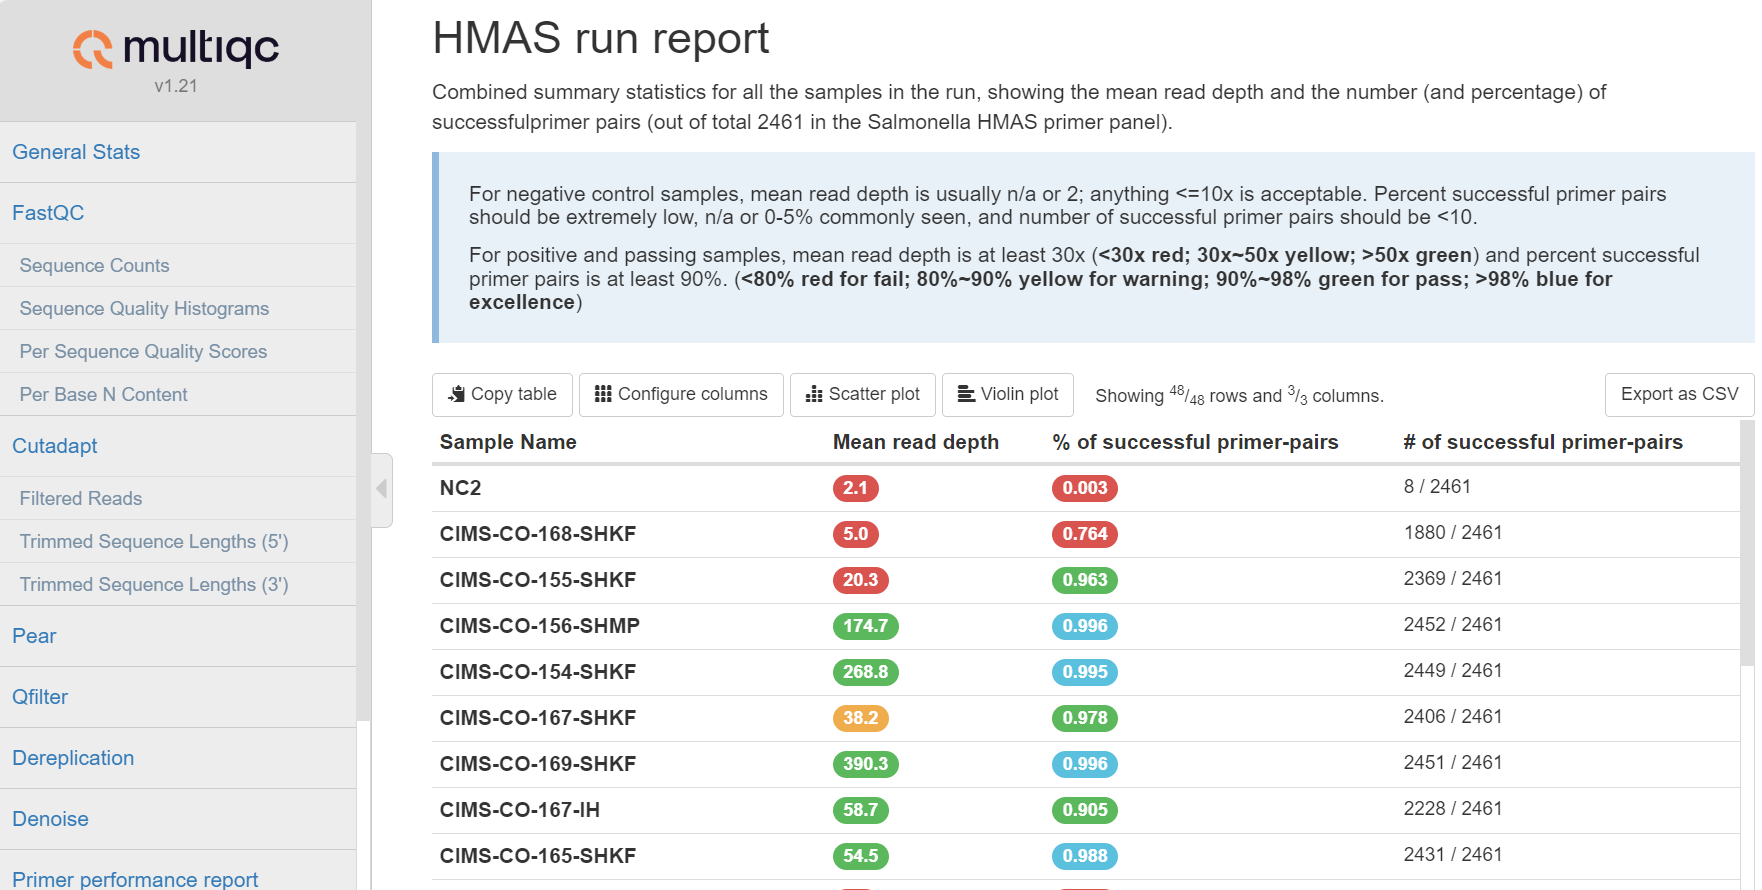 multiqc
v1.21
General Stats
FastQC
Sequence Counts
Sequence Quality Histograms
Per Sequence Quality Scores
Per Base N Content
Cutadapt
Filtered Reads
Trimmed Sequence Lengths (5')
Trimmed Sequence Lengths (3')
Pear
Qfilter
Dereplication
Denoise
Primer performance report
HMAS run report
Combined summary statistics for all the samples in the run, showing the mean read depth and the number (and percentage) of
successfulprimer pairs (out of total 2461 in the Salmonella HMAS primer panel).
For negative control samples, mean read depth is usually n/a or 2; anything <=10x is acceptable. Percent successful primer pairs
should be extremely low, n/a or 0-5% commonly seen, and number of successful primer pairs should be <10.
For positive and passing samples, mean read depth is at least 30x (<30x red; 30x~50x yellow; >50x green) and percent successful
primer pairs is at least 90%. (<80% red for fail; 80%~90% yellow for warning; 90%~98% green for pass; >98% blue for
excellence)
Copy table Configure columns Scatter plot Violin plot Showing 48/48 rows and 3/3 columns. Export as CSV
Sample Name Mean read depth % of successful primer-pairs # of successful primer-pairs
NC2 2.1 0.003 8 / 2461
CIMS-CO-168-SHKF 5.0 0.764 1880 / 2461
CIMS-CO-155-SHKF 20.3 0.963 2369 / 2461
CIMS-CO-156-SHMP 174.7 0.996 2452 / 2461
CIMS-CO-154-SHKF 268.8 0.995 2449 / 2461
CIMS-CO-167-SHKF 38.2 0.978 2406 / 2461
CIMS-CO-169-SHKF 390.3 0.996 2451 / 2461
CIMS-CO-167-IH 58.7 0.905 2228 / 2461
CIMS-CO-165-SHKF 54.5 0.988 2431 / 2461